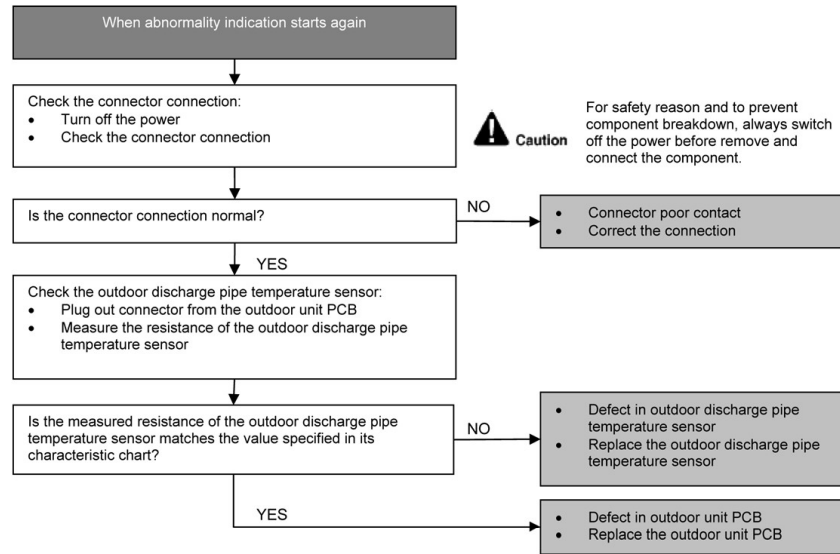 When abnormality indication starts again
Check the connector connection:
• Turn off the power
• Check the connector connection
Caution
For safety reason and to prevent
component breakdown, always switch
off the power before remove and
connect the component.
Is the connector connection normal?
NO
• Connector poor contact
• Correct the connection
YES
Check the outdoor discharge pipe temperature sensor:
• Plug out connector from the outdoor unit PCB
• Measure the resistance of the outdoor discharge pipe
temperature sensor
Is the measured resistance of the outdoor discharge pipe
temperature sensor matches the value specified in its
characteristic chart?
NO
• Defect in outdoor discharge pipe
temperature sensor
• Replace the outdoor discharge pipe
temperature sensor
YES
• Defect in outdoor unit PCB
• Replace the outdoor unit PCB